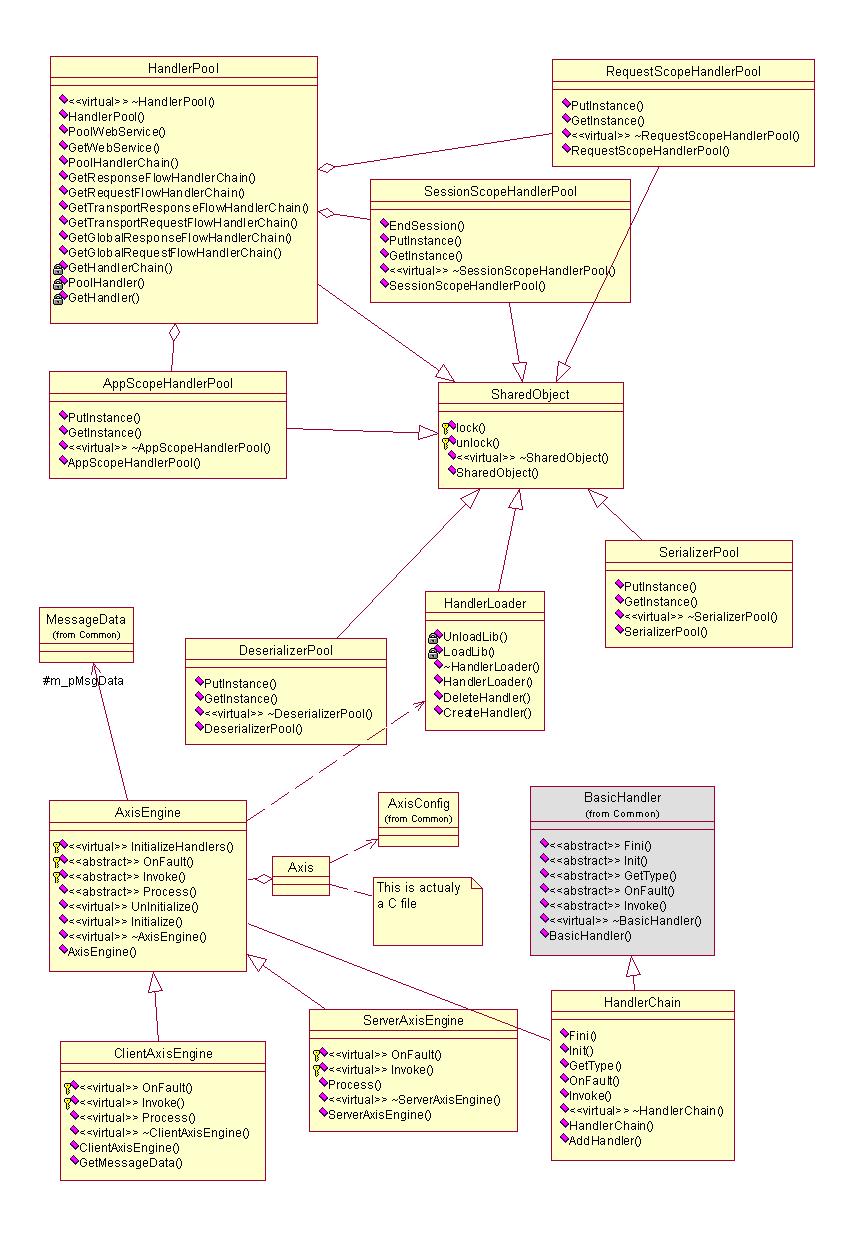 HandlerPool
<<virtual>> ~HandlerPool()
HandlerPool()
PoolWebService()
GetWebService()
PoolHandlerChain()
GetResponseFlowHandlerChain()
GetRequestFlowHandlerChain()
GetTransportResponseFlowHandlerChain()
GetTransportRequestFlowHandlerChain()
GetGlobalResponseFlowHandlerChain()
GetGlobalRequestFlowHandlerChain()
GetHandlerChain()
PoolHandler()
GetHandler()
RequestScopeHandlerPool
PutInstance()
GetInstance()
<<virtual>> ~RequestScopeHandlerPool()
RequestScopeHandlerPool()
SessionScopeHandlerPool
EndSession()
PutInstance()
GetInstance()
<<virtual>> ~SessionScopeHandlerPool()
SessionScopeHandlerPool()
AppScopeHandlerPool
PutInstance()
GetInstance()
<<virtual>> ~AppScopeHandlerPool()
AppScopeHandlerPool()
SharedObject
lock()
unlock()
<<virtual>> ~SharedObject()
SharedObject()
SerializerPool
PutInstance()
GetInstance()
<<virtual>> ~SerializerPool()
SerializerPool()
HandlerLoader
UnloadLib()
LoadLib()
~HandlerLoader()
HandlerLoader()
DeleteHandler()
CreateHandler()
MessageData
(from Common)
#m_pMsgData
DeserializerPool
PutInstance()
GetInstance()
<<virtual>> ~DeserializerPool()
DeserializerPool()
AxisEngine
<<virtual>> InitializeHandlers()
<<abstract>> OnFault()
<<abstract>> Invoke()
<<abstract>> Process()
<<virtual>> UnInitialize()
<<virtual>> Initialize()
<<virtual>> ~AxisEngine()
AxisEngine()
AxisConfig
(from Common)
Axis
This is actualy
a C file
BasicHandler
(from Common)
<<abstract>> Fini()
<<abstract>> Init()
<<abstract>> GetType()
<<abstract>> OnFault()
<<abstract>> Invoke()
<<virtual>> ~BasicHandler()
BasicHandler()
HandlerChain
Fini()
Init()
GetType()
OnFault()
Invoke()
<<virtual>> ~HandlerChain()
HandlerChain()
AddHandler()
ServerAxisEngine
<<virtual>> OnFault()
<<virtual>> Invoke()
Process()
<<virtual>> ~ServerAxisEngine()
ServerAxisEngine()
ClientAxisEngine
<<virtual>> OnFault()
<<virtual>> Invoke()
<<virtual>> Process()
<<virtual>> ~ClientAxisEngine()
ClientAxisEngine()
GetMessageData()